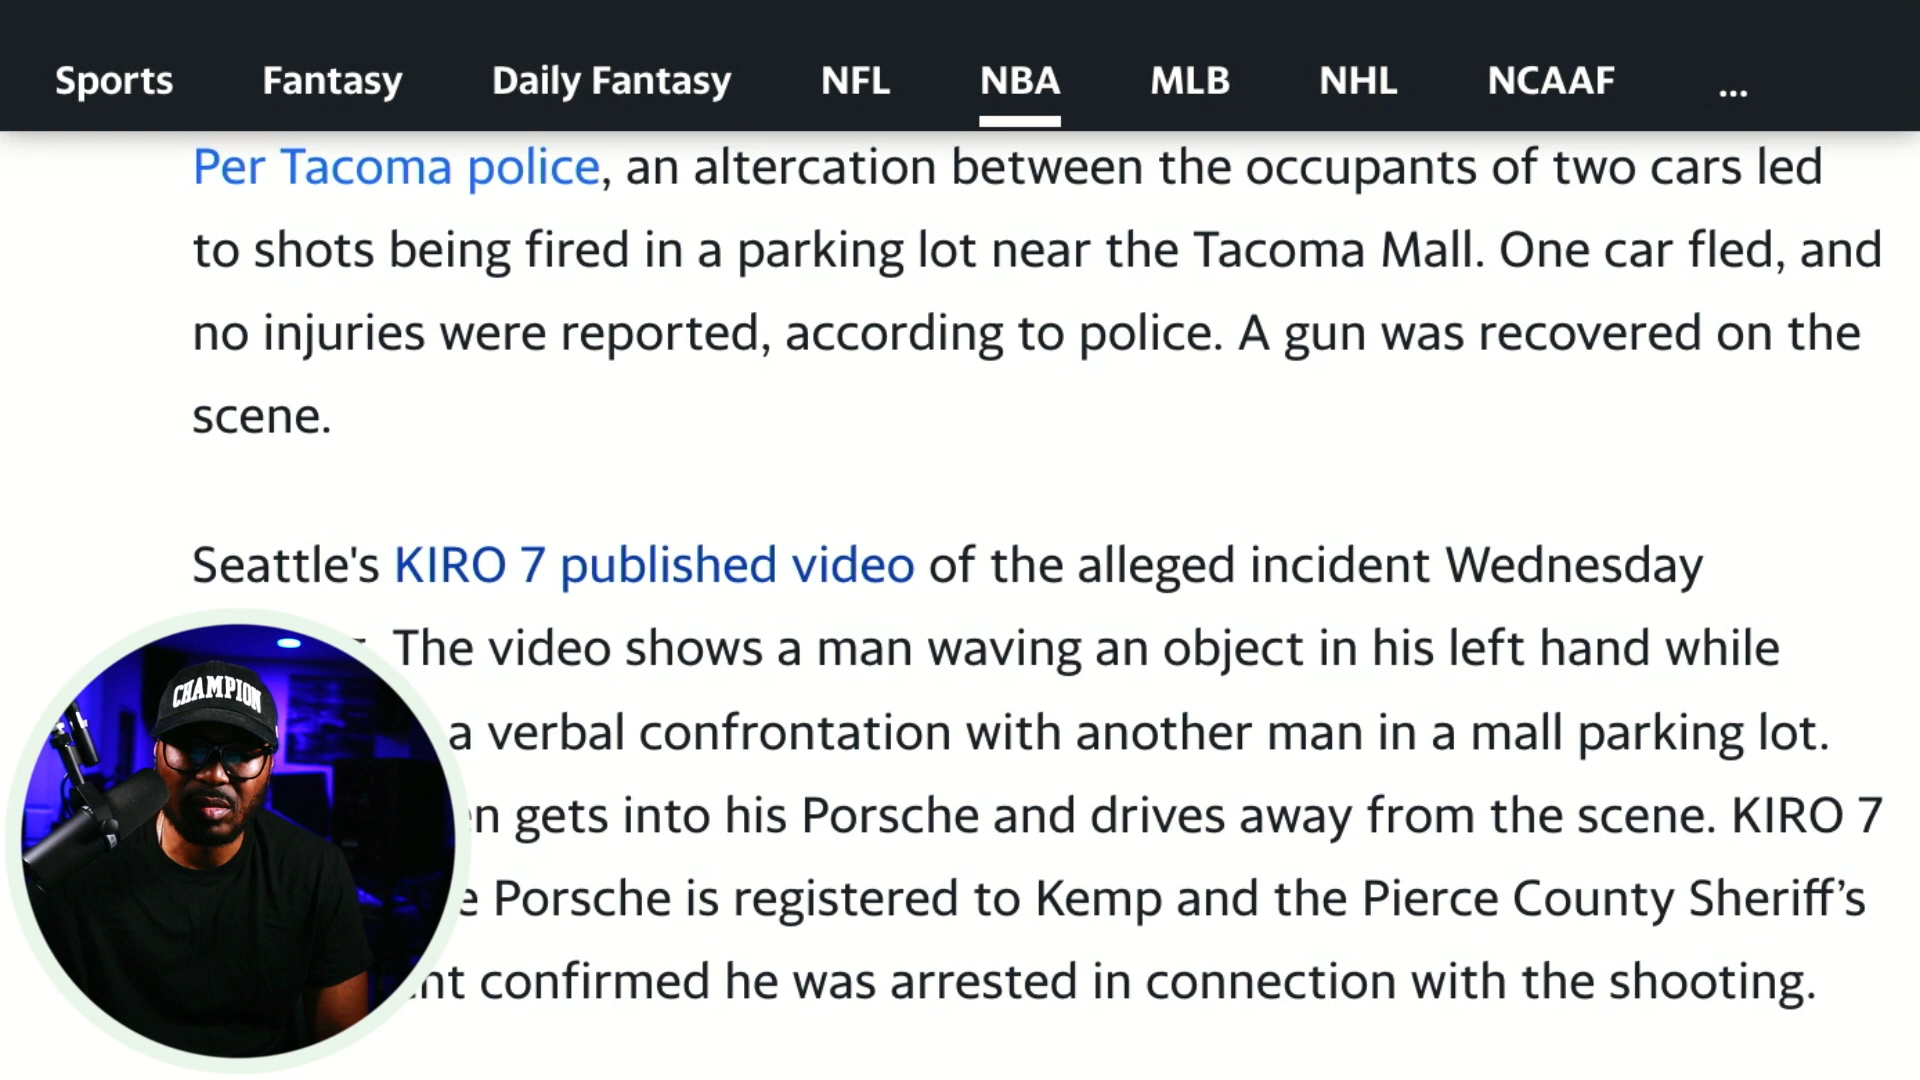 Sports Fantasy Daily Fantasy NFL NBA MLB NHL NCAAF ...
Per Tacoma police, an altercation between the occupants of two cars led
to shots being fired in a parking lot near the Tacoma Mall. One car fled, and
no injuries were reported, according to police. A gun was recovered on the
scene.
Seattle's KIRO 7 published video of the alleged incident Wednesday
The video shows a man waving an object in his left hand while
a verbal confrontation with another man in a mall parking lot.
gets into his Porsche and drives away from the scene. KIRO 7
Porsche is registered to Kemp and the Pierce County Sheriff’s
confirmed he was arrested in connection with the shooting.
CHAMPION